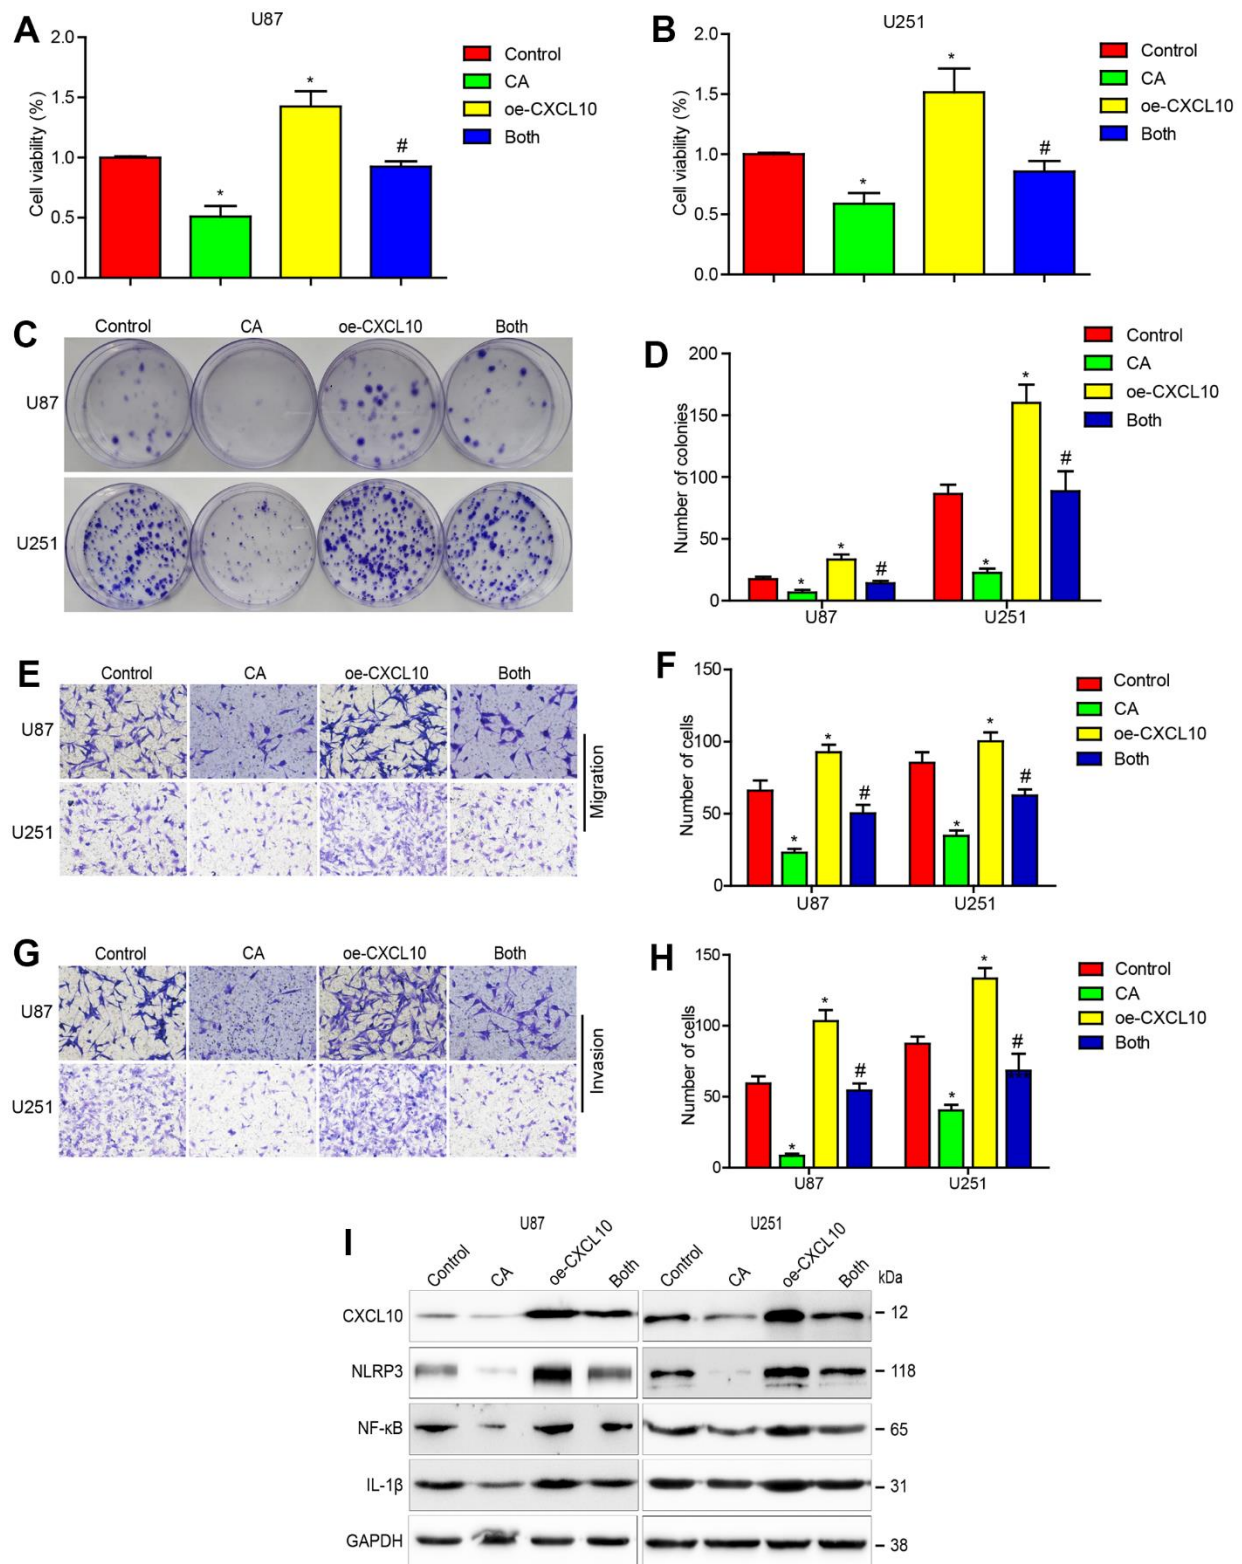 A
U87
Cell viability (%)
2.0
1.5
1.0
0.5
0.0
*
*
#
Control
CA
oe-CXCL10
Both
B
U251
Cell viability (%)
2.0
1.5
1.0
0.5
0.0
*
*
#
Control
CA
oe-CXCL10
Both
C
Control CA oe-CXCL10 Both
U87
U251
D
Number of colonies
200
150
100
50
0
* * # * * #
U87 U251
Control
CA
oe-CXCL10
Both
E
Control CA oe-CXCL10 Both
U87
U251
Migration
F
Number of cells
150
100
50
0
* * # * * #
U87 U251
Control
CA
oe-CXCL10
Both
G
Control CA oe-CXCL10 Both
U87
U251
Invasion
H
Number of cells
150
100
50
0
* * # * * #
U87 U251
Control
CA
oe-CXCL10
Both
I
U87 U251
Control CA oe-CXCL10 Both Control CA oe-CXCL10 Both kDa
CXCL10 12
NLRP3 118
NF-κB 65
IL-1β 31
GAPDH 38